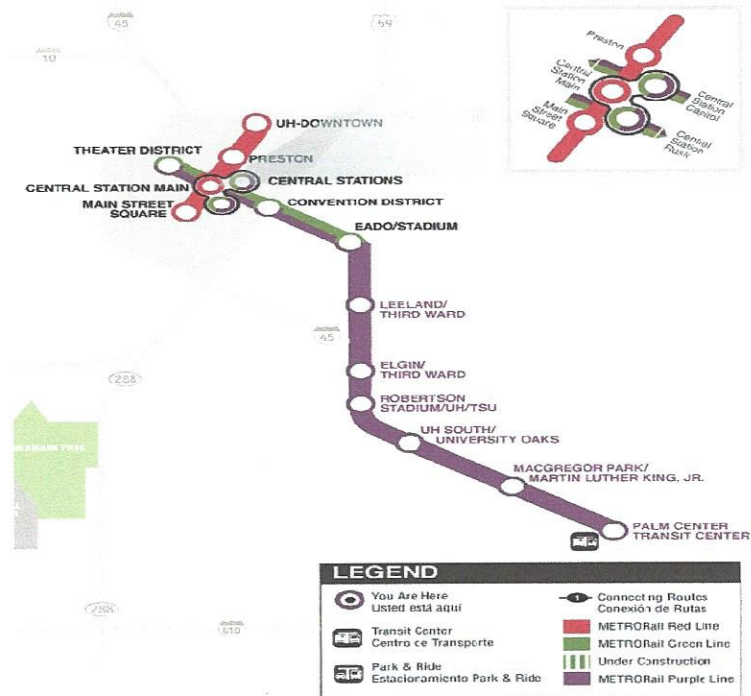 45
59
10
UH-DOWNTOWN
THEATER DISTRICT
PRESTON
CENTRAL STATION MAIN
CENTRAL STATIONS
MAIN STREET
SQUARE
CONVENTION DISTRICT
EADO/STADIUM
LEELAND/
THIRD WARD
45
ELGIN/
THIRD WARD
288
ROBERTSON
STADIUM/UH/TSU
UH SOUTH/
UNIVERSITY OAKS
MACGREGOR PARK/
MARTIN LUTHER KING, JR.
PALM CENTER
TRANSIT CENTER
288
610
Preston
Central
Station
Main
Main
Street
Square
Central
Station
Capitol
Central
Station
Rusk
LEGEND
You Are Here
Usted está aquí
Transit Center
Centro de Transporte
Park & Ride
Estacionamiento Park & Ride
1 Connecting Routes
Conexión de Rutas
METRORail Red Line
METRORail Green Line
Under Construction
METRORail Purple Line